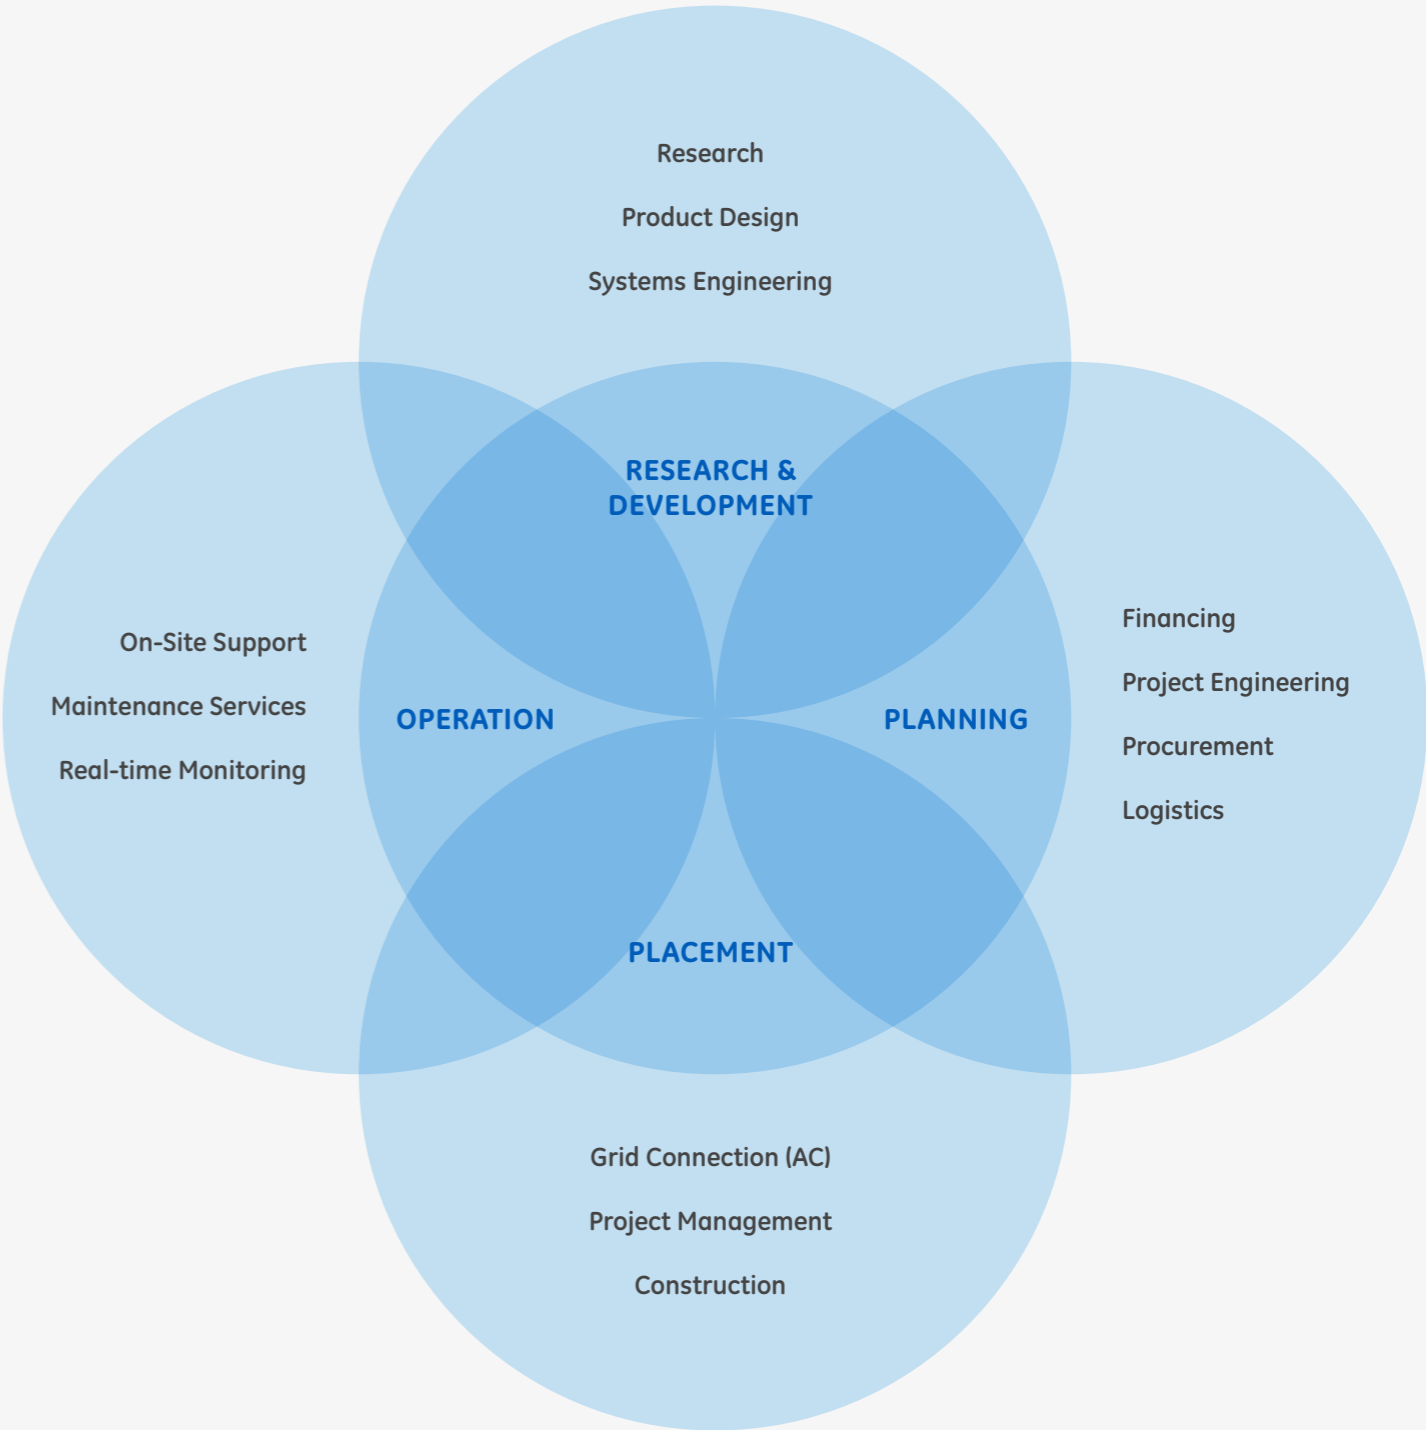 Research
Product Design
Systems Engineering
RESEARCH &
DEVELOPMENT
On-Site Support
Maintenance Services
Real-time Monitoring
OPERATION
PLANNING
Financing
Project Engineering
Procurement
Logistics
PLACEMENT
Grid Connection (AC)
Project Management
Construction